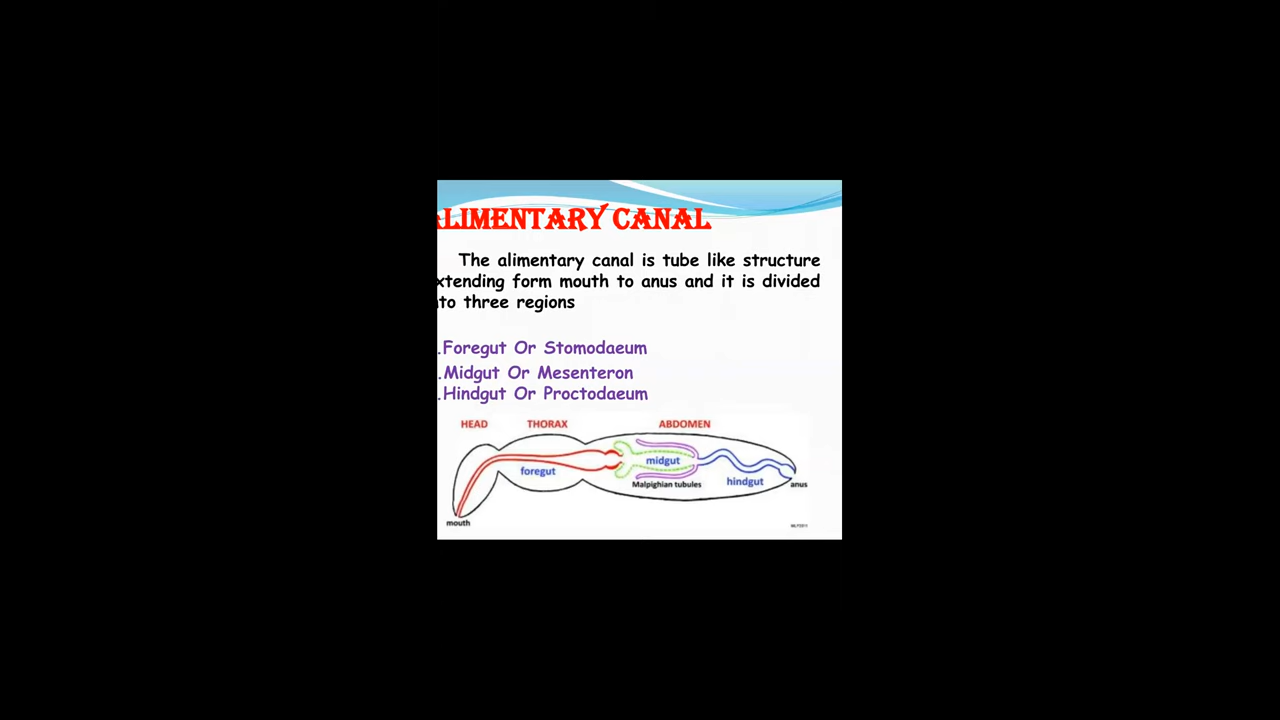 ALIMENTARY CANAL
The alimentary canal is tube like structure
xtending form mouth to anus and it is divided
nto three regions
.Foregut Or Stomodaeum
.Midgut Or Mesenteron
.Hindgut Or Proctodaeum
HEAD THORAX ABDOMEN
foregut midgut hindgut
Malpighian tubules
anus
mouth